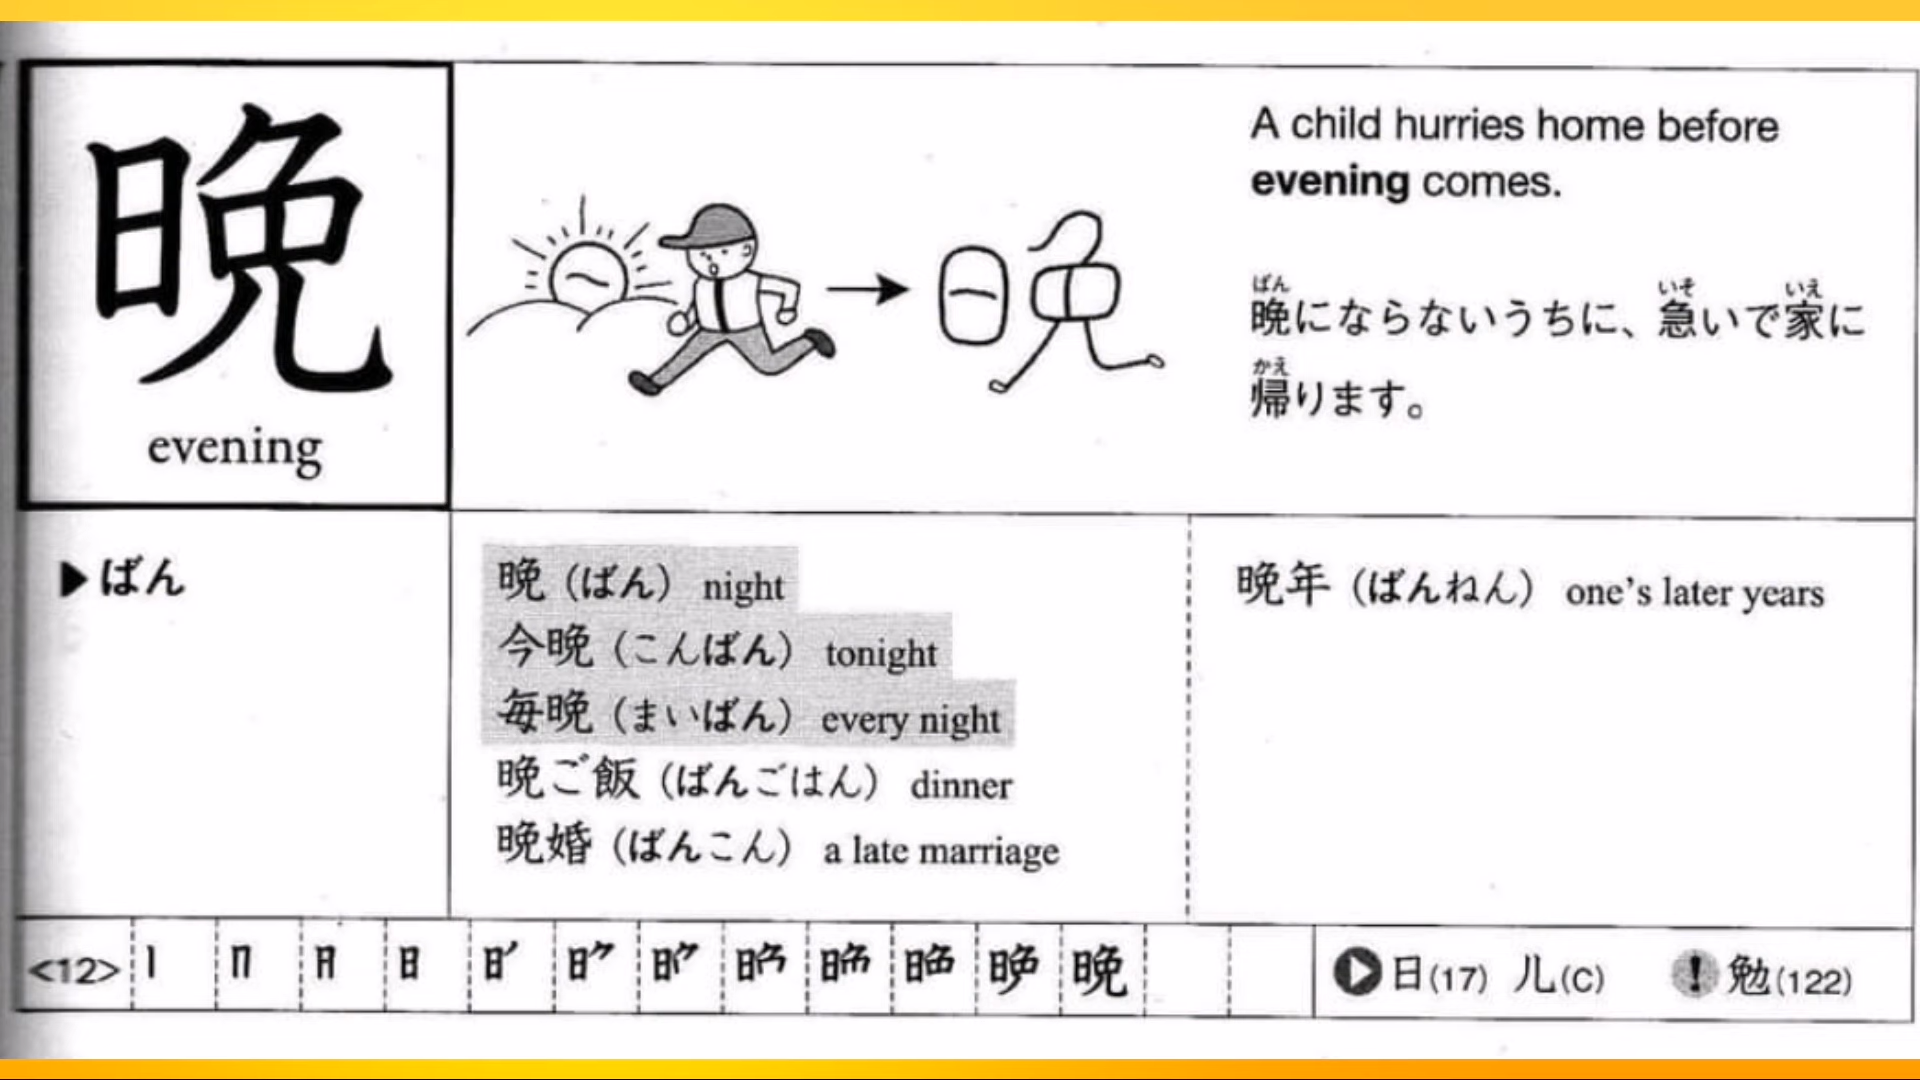 晩
evening
A child hurries home before
evening comes.
ばん いそ いえ
晩にならないうちに、急いで家に
かえ
帰ります。
▶ばん
晩（ばん） night
今晩（こんばん） tonight
毎晩（まいばん） every night
晩ご飯（ばんごはん） dinner
晩婚（ばんこん） a late marriage
晩年（ばんねん） one's later years
<12>
日(17) 儿(C) ! 勉(122)